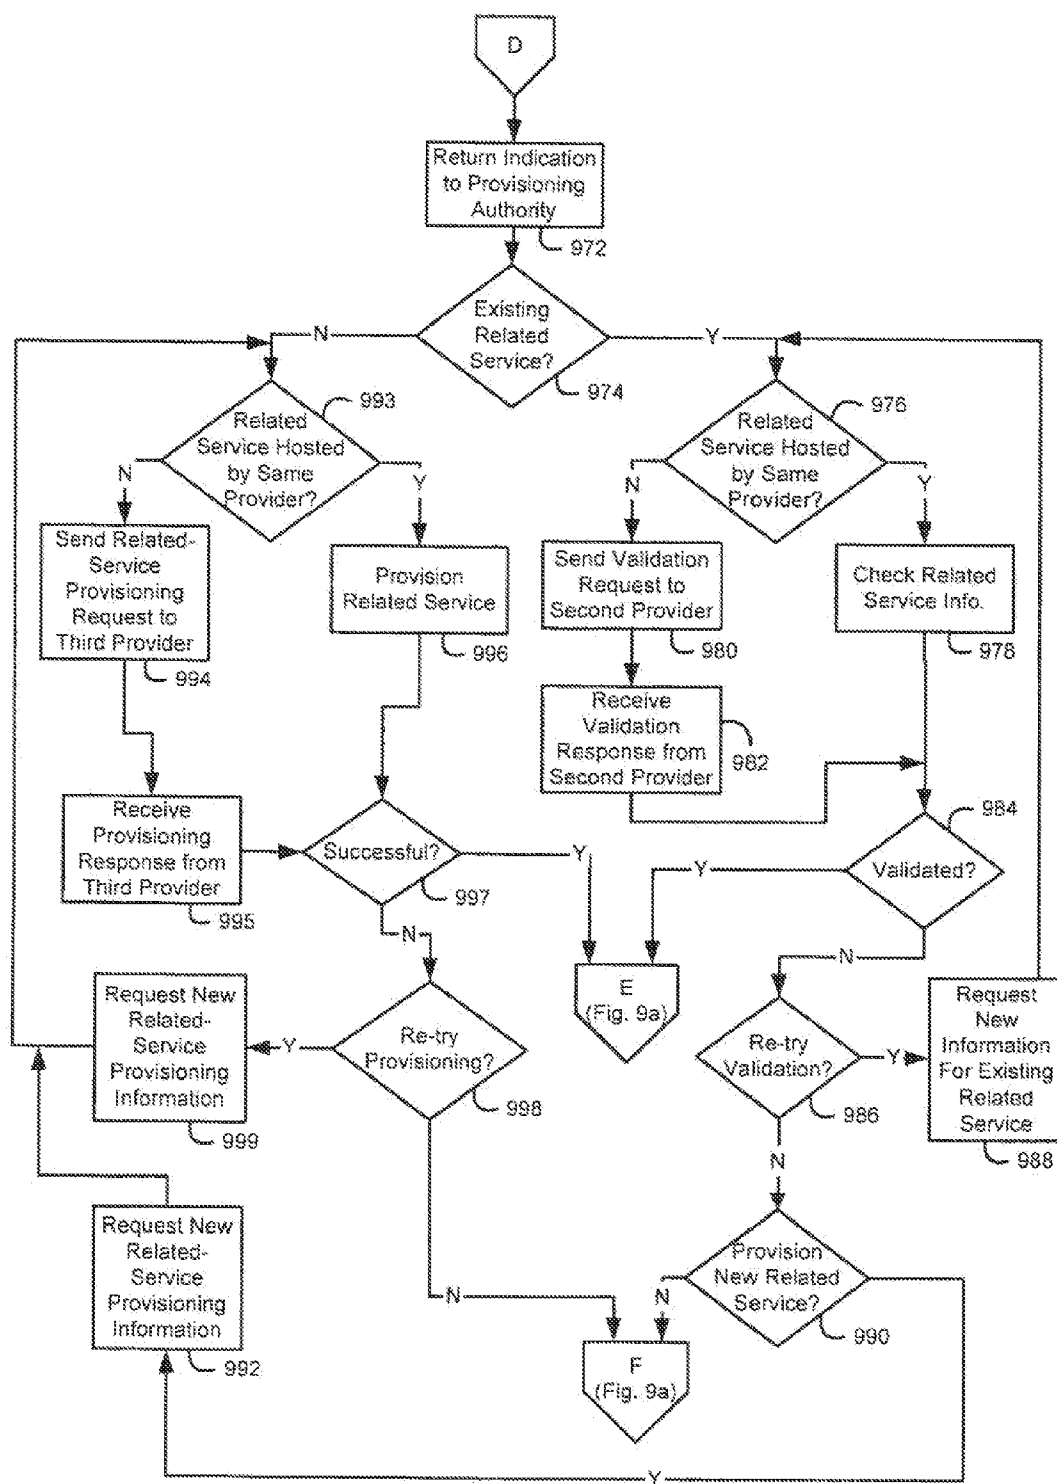 D
Return Indication
to Provisioning
Authority
972
Existing
Related
Service?
974
N
Y
993
Related
Service Hosted
by Same
Provider?
N
Y
976
Related
Service Hosted
by Same
Provider?
N
Y
Send Related-
Service
Provisioning
Request to
Third Provider
994
Provision
Related Service
996
Send Validation
Request to
Second Provider
980
Check Related
Service Info.
978
Receive
Validation
Response from
Second Provider
982
Receive
Provisioning
Response from
Third Provider
995
Successful?
997
Y
N
984
Validated?
Y
N
E
(Fig. 9a)
Request New
Related-
Service
Provisioning
Information
999
Y
Re-try
Provisioning?
998
N
Re-try
Validation?
986
Y
N
Request
New
Information
For Existing
Related
Service
988
Request New
Related-
Service
Provisioning
Information
992
Provision
New Related
Service?
990
N
Y
F
(Fig. 9a)